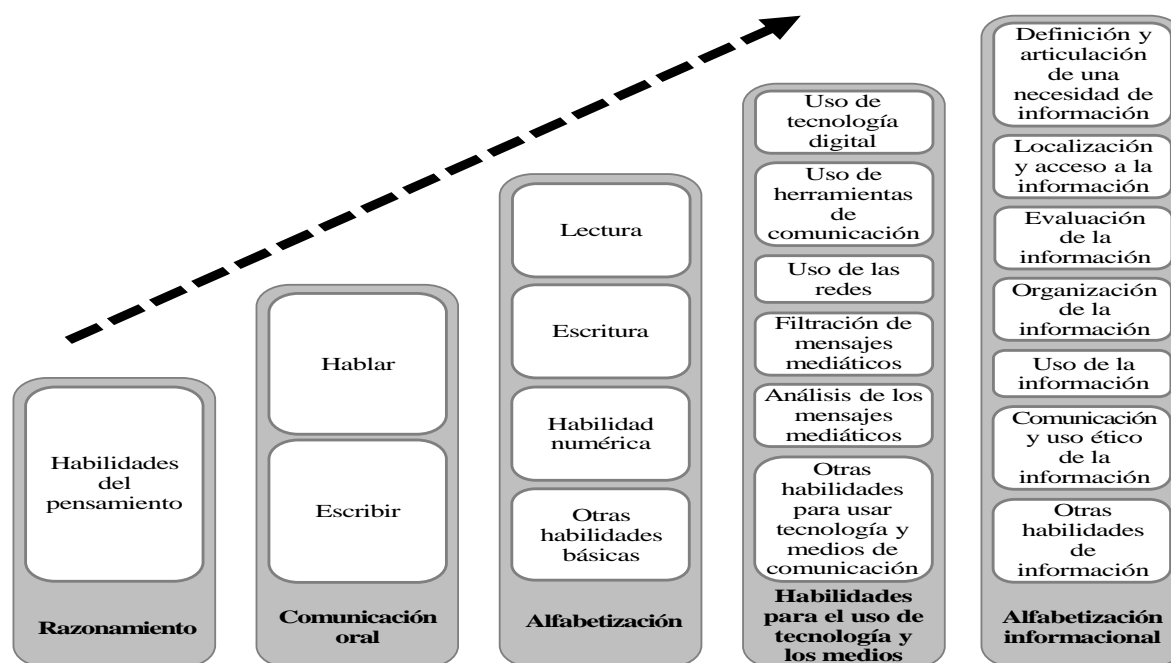 Habilidades
del
pensamiento
Razonamiento
Hablar
Escribir
Comunicación
oral
Lectura
Escritura
Habilidad
numérica
Otras
habilidades
básicas
Alfabetización
Uso de
tecnología
digital
Uso de
herramientas
de
comunicación
Uso de las
redes
Filtración de
mensajes
mediáticos
Análisis de los
mensajes
mediáticos
Otras
habilidades
para usar
tecnología y
medios de
comunicación
Habilidades
para el uso de
tecnología y
los medios
Definición y
articulación
de una
necesidad de
información
Localización
y acceso a la
información
Evaluación
de la
información
Organización
de la
información
Uso de la
información
Comunicación
y uso ético
de la
información
Otras
habilidades
de
información
Alfabetización
informacional